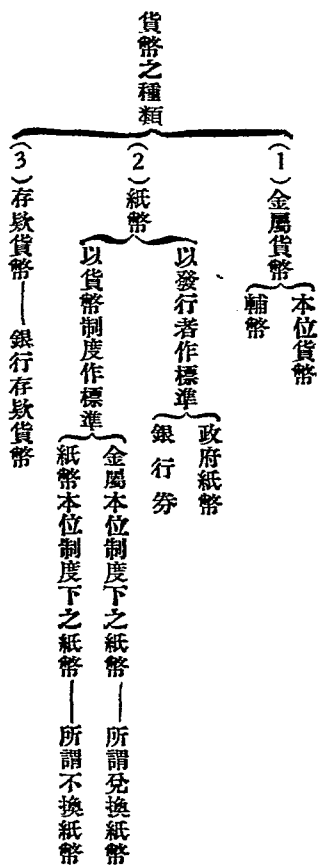 貨幣之種類
（1）金屬貨幣
本位貨幣
輔幣
（2）紙幣
以發行者作標準
政府紙幣
銀行券
以貨幣制度作標準
金屬本位制度下之紙幣——所謂兌換紙幣
紙幣本位制度下之紙幣——所謂不換紙幣
（3）存欵貨幣——銀行存欵貨幣